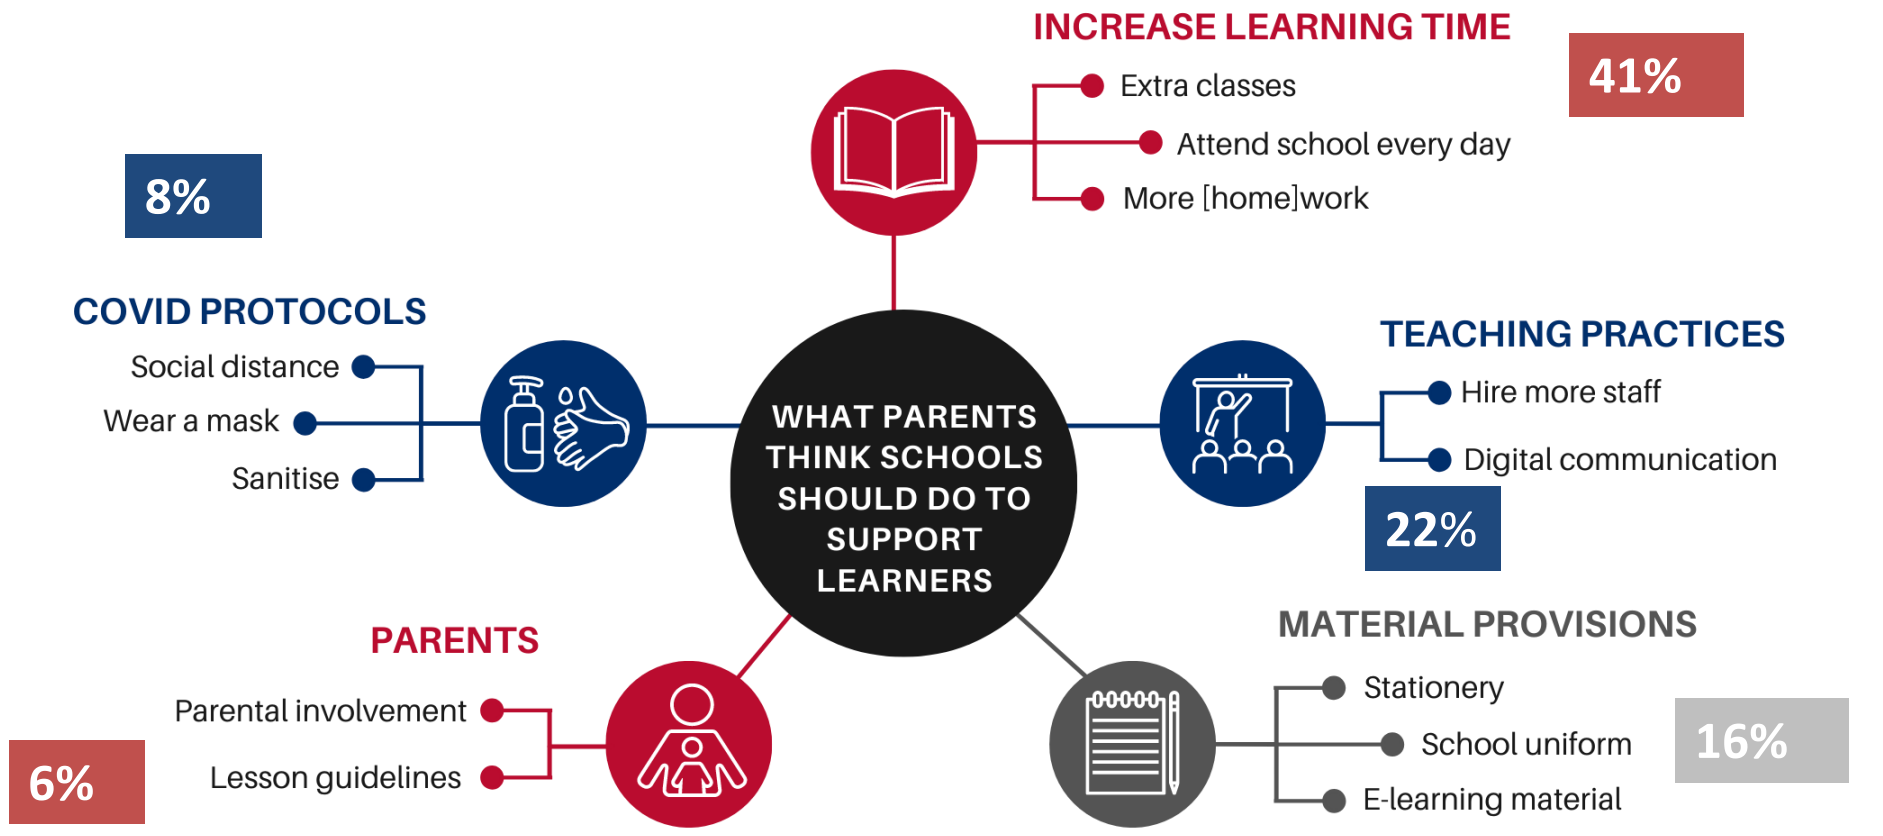 INCREASE LEARNING TIME
41%
Extra classes
Attend school every day
More [home]work
8%
COVID PROTOCOLS
Social distance
Wear a mask
Sanitise
WHAT PARENTS
THINK SCHOOLS
SHOULD DO TO
SUPPORT
LEARNERS
TEACHING PRACTICES
Hire more staff
Digital communication
22%
PARENTS
Parental involvement
Lesson guidelines
6%
MATERIAL PROVISIONS
Stationery
School uniform
E-learning material
16%